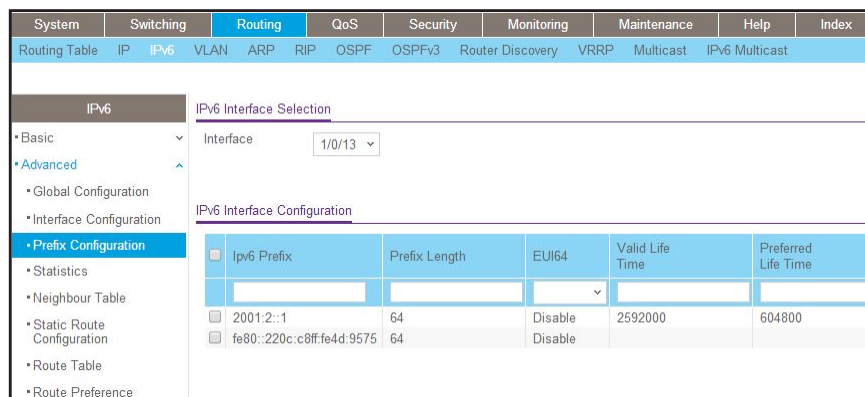 System Switching Routing QoS Security Monitoring Maintenance Help Index
Routing Table IP IPv6 VLAN ARP RIP OSPF OSPFv3 Router Discovery VRRP Multicast IPv6 Multicast
IPv6
Basic
Advanced
Global Configuration
Interface Configuration
Prefix Configuration
Statistics
Neighbour Table
Static Route
Configuration
Route Table
Route Preference
IPv6 Interface Selection
Interface 1/0/13
IPv6 Interface Configuration
Ipv6 Prefix Prefix Length EUI64 Valid Life Time Preferred Life Time
2001:2::1 64 Disable 2592000 604800
fe80::220c:c8ff:fe4d:9575 64 Disable